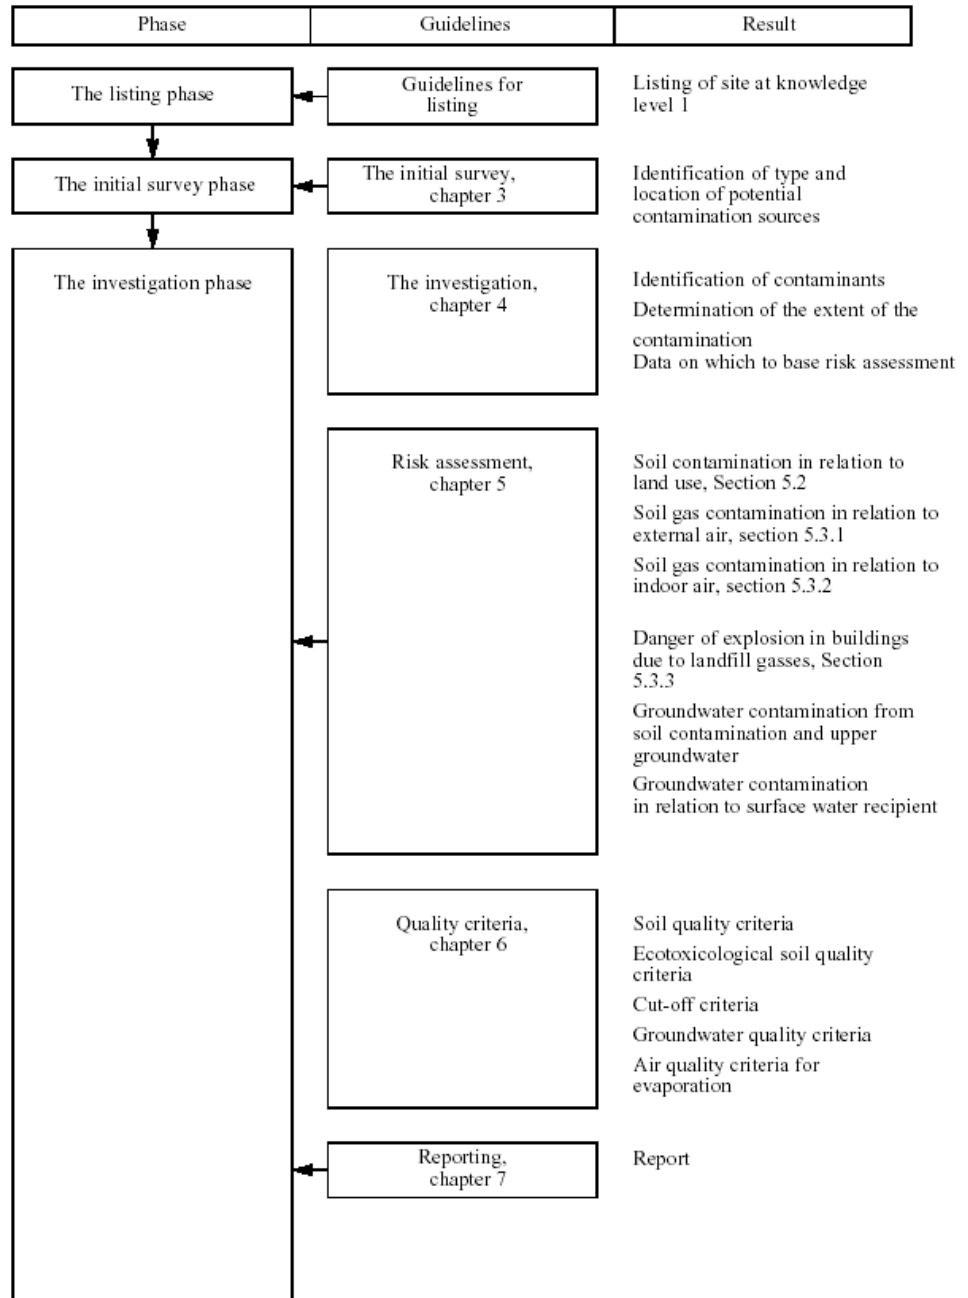 Phase
Guidelines
Result
The listing phase
Guidelines for
listing
Listing of site at knowledge
level 1
The initial survey phase
The initial survey,
chapter 3
Identification of type and
location of potential
contamination sources
The investigation phase
The investigation,
chapter 4
Identification of contaminants
Determination of the extent of the
contamination
Data on which to base risk assessment
Risk assessment,
chapter 5
Soil contamination in relation to
land use, Section 5.2
Soil gas contamination in relation to
external air, section 5.3.1
Soil gas contamination in relation to
indoor air, section 5.3.2
Danger of explosion in buildings
due to landfill gasses, Section
5.3.3
Groundwater contamination from
soil contamination and upper
groundwater
Groundwater contamination
in relation to surface water recipient
Quality criteria,
chapter 6
Soil quality criteria
Ecotoxicological soil quality
criteria
Cut-off criteria
Groundwater quality criteria
Air quality criteria for
evaporation
Reporting,
chapter 7
Report